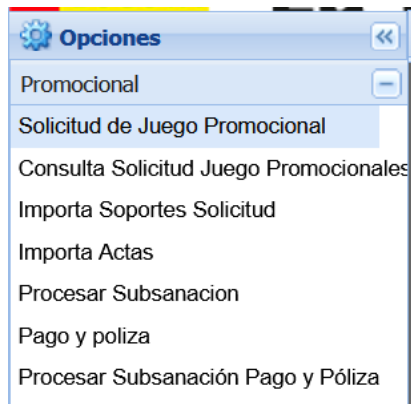 Opciones
Promocional
Solicitud de Juego Promocional
Consulta Solicitud Juego Promocionales
Importa Soportes Solicitud
Importa Actas
Procesar Subsanacion
Pago y poliza
Procesar Subsanación Pago y Póliza